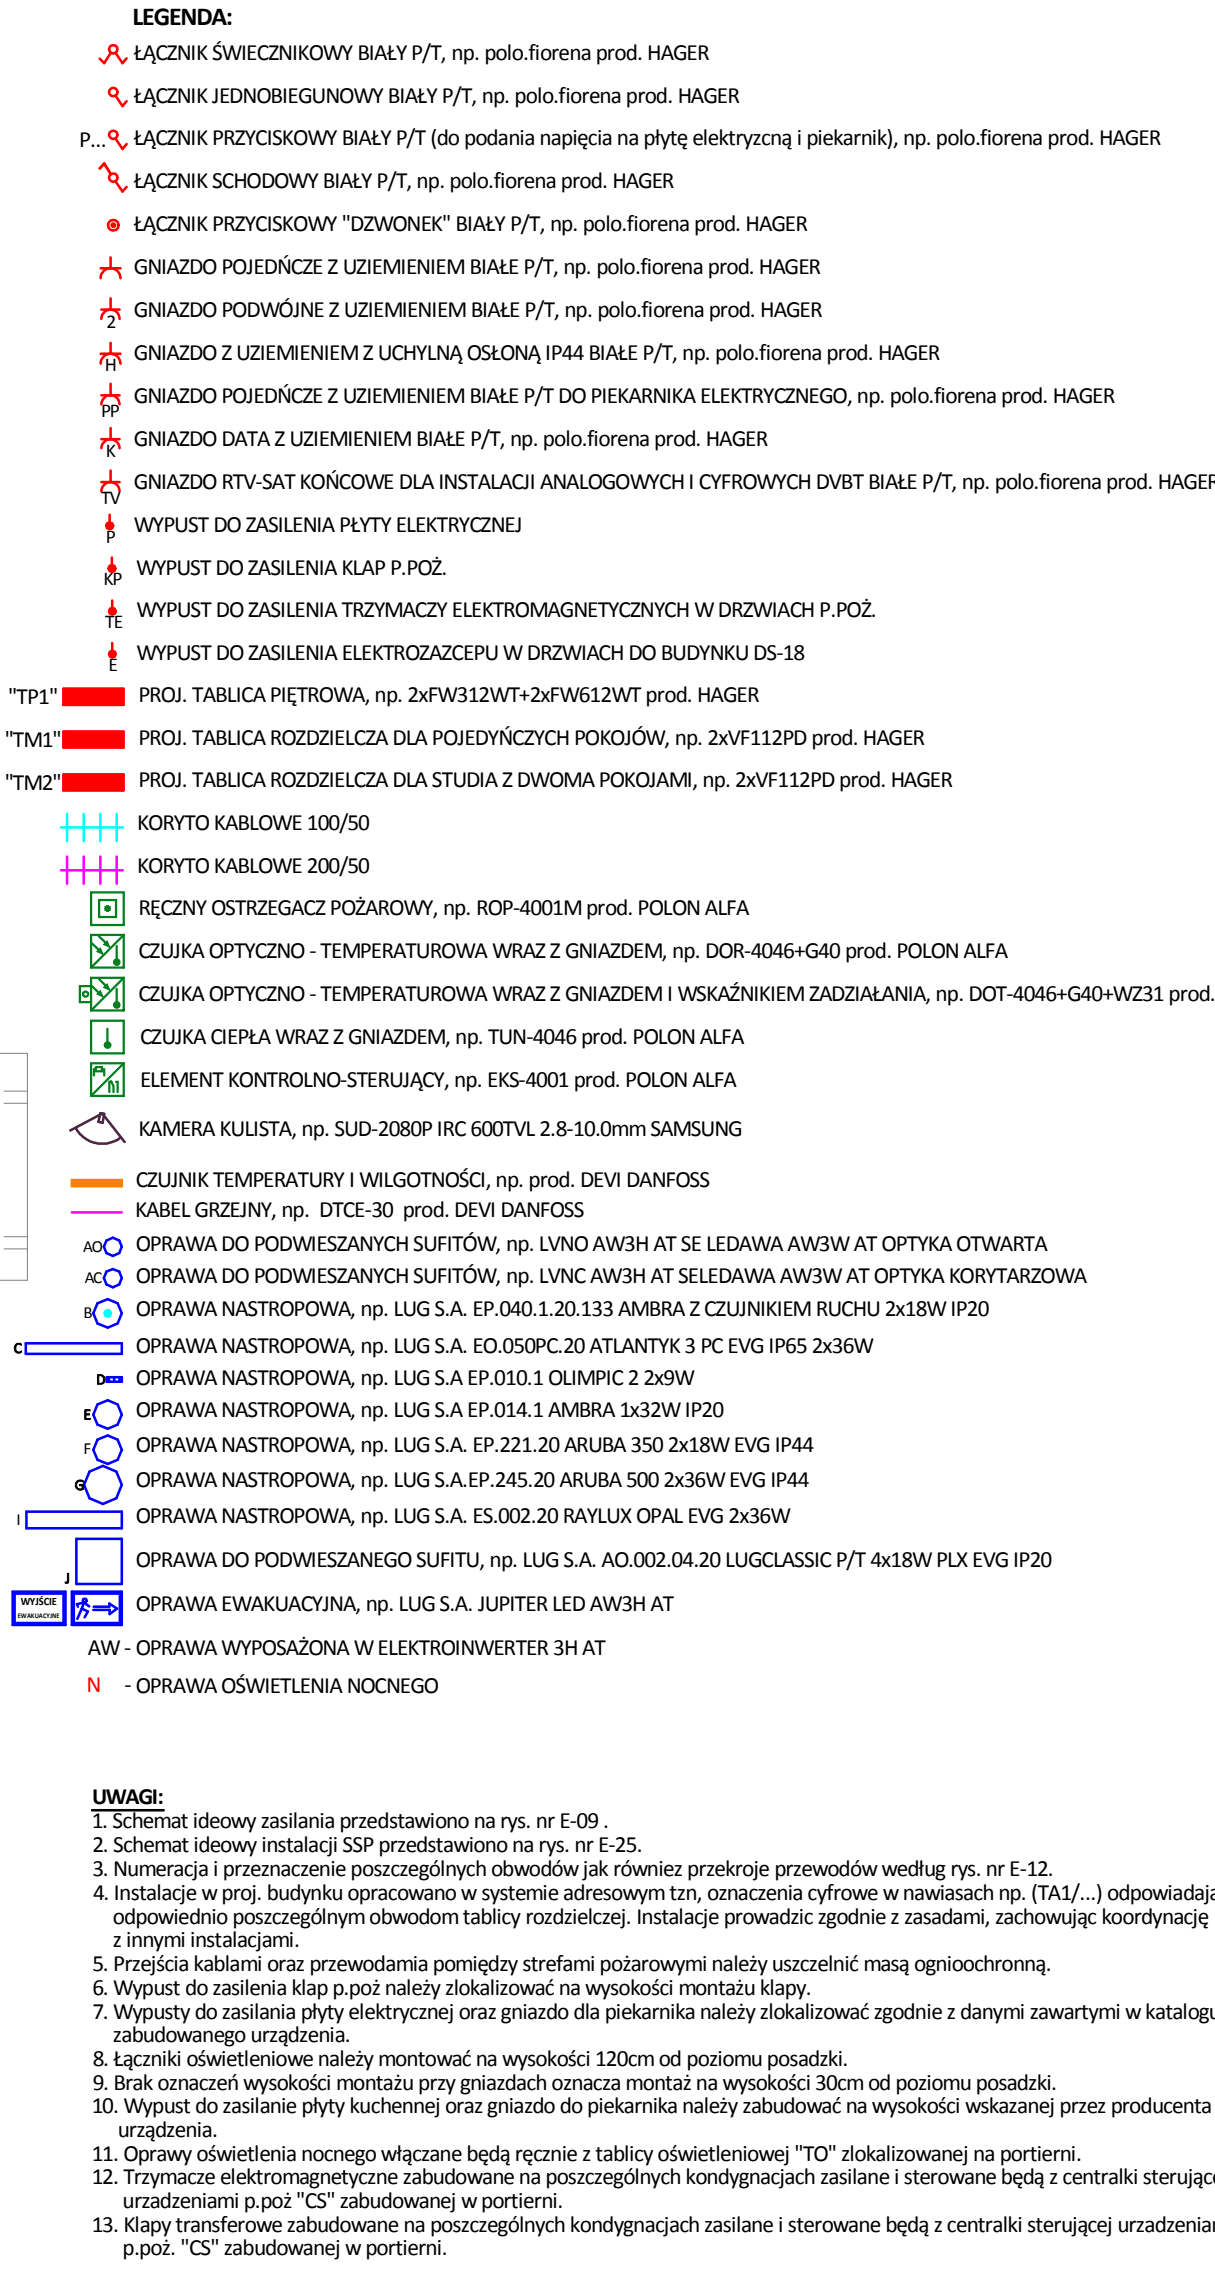 LEGENDA:
ŁĄCZNIK ŚWIECZNIKOWY BIAŁY P/T, np. polo.fiorena prod. HAGER
ŁĄCZNIK JEDNOBIEGUNOWY BIAŁY P/T, np. polo.fiorena prod. HAGER
P... ŁĄCZNIK PRZYCISKOWY BIAŁY P/T (do podania napięcia na płytę elektryzcną i piekarnik), np. polo.fiorena prod. HAGER
ŁĄCZNIK SCHODOWY BIAŁY P/T, np. polo.fiorena prod. HAGER
ŁĄCZNIK PRZYCISKOWY "DZWONEK" BIAŁY P/T, np. polo.fiorena prod. HAGER
GNIAZDO POJEDŃCZE Z UZIEMIENIEM BIAŁE P/T, np. polo.fiorena prod. HAGER
2 GNIAZDO PODWÓJNE Z UZIEMIENIEM BIAŁE P/T, np. polo.fiorena prod. HAGER
H GNIAZDO Z UZIEMIENIEM Z UCHYLNĄ OSŁONĄ IP44 BIAŁE P/T, np. polo.fiorena prod. HAGER
PP GNIAZDO POJEDŃCZE Z UZIEMIENIEM BIAŁE P/T DO PIEKARNIKA ELEKTRYCZNEGO, np. polo.fiorena prod. HAGER
K GNIAZDO DATA Z UZIEMIENIEM BIAŁE P/T, np. polo.fiorena prod. HAGER
TV GNIAZDO RTV-SAT KOŃCOWE DLA INSTALACJI ANALOGOWYCH I CYFROWYCH DVBT BIAŁE P/T, np. polo.fiorena prod. HAGER
P WYPUST DO ZASILENIA PŁYTY ELEKTRYCZNEJ
KP WYPUST DO ZASILENIA KLAP P.POŻ.
TE WYPUST DO ZASILENIA TRZYMACZY ELEKTROMAGNETYCZNYCH W DRZWIACH P.POŻ.
E WYPUST DO ZASILENIA ELEKTROZAZCEPU W DRZWIACH DO BUDYNKU DS-18
"TP1" PROJ. TABLICA PIĘTROWA, np. 2xFW312WT+2xFW612WT prod. HAGER
"TM1" PROJ. TABLICA ROZDZIELCZA DLA POJEDYŃCZYCH POKOJÓW, np. 2xVF112PD prod. HAGER
"TM2" PROJ. TABLICA ROZDZIELCZA DLA STUDIA Z DWOMA POKOJAMI, np. 2xVF112PD prod. HAGER
KORYTO KABLOWE 100/50
KORYTO KABLOWE 200/50
RĘCZNY OSTRZEGACZ POŻAROWY, np. ROP-4001M prod. POLON ALFA
CZUJKA OPTYCZNO - TEMPERATUROWA WRAZ Z GNIAZDEM, np. DOR-4046+G40 prod. POLON ALFA
CZUJKA OPTYCZNO - TEMPERATUROWA WRAZ Z GNIAZDEM I WSKAŹNIKIEM ZADZIAŁANIA, np. DOT-4046+G40+WZ31 prod.
CZUJKA CIEPŁA WRAZ Z GNIAZDEM, np. TUN-4046 prod. POLON ALFA
ELEMENT KONTROLNO-STERUJĄCY, np. EKS-4001 prod. POLON ALFA
KAMERA KULISTA, np. SUD-2080P IRC 600TVL 2.8-10.0mm SAMSUNG
CZUJNIK TEMPERATURY I WILGOTNOŚCI, np. prod. DEVI DANFOSS
KABEL GRZEJNY, np. DTCE-30 prod. DEVI DANFOSS
AO OPRAWA DO PODWIESZANYCH SUFITÓW, np. LVNO AW3H AT SE LEDAWA AW3W AT OPTYKA OTWARTA
AC OPRAWA DO PODWIESZANYCH SUFITÓW, np. LVNC AW3H AT SELEDAWA AW3W AT OPTYKA KORYTARZOWA
B OPRAWA NASTROPOWA, np. LUG S.A. EP.040.1.20.133 AMBRA Z CZUJNIKIEM RUCHU 2x18W IP20
C OPRAWA NASTROPOWA, np. LUG S.A. EO.050PC.20 ATLANTYK 3 PC EVG IP65 2x36W
D OPRAWA NASTROPOWA, np. LUG S.A EP.010.1 OLIMPIC 2 2x9W
E OPRAWA NASTROPOWA, np. LUG S.A EP.014.1 AMBRA 1x32W IP20
F OPRAWA NASTROPOWA, np. LUG S.A. EP.221.20 ARUBA 350 2x18W EVG IP44
G OPRAWA NASTROPOWA, np. LUG S.A.EP.245.20 ARUBA 500 2x36W EVG IP44
I OPRAWA NASTROPOWA, np. LUG S.A. ES.002.20 RAYLUX OPAL EVG 2x36W
J OPRAWA DO PODWIESZANEGO SUFITU, np. LUG S.A. AO.002.04.20 LUGCLASSIC P/T 4x18W PLX EVG IP20
WYJŚCIE
EWAKUACYJNE
OPRAWA EWAKUACYJNA, np. LUG S.A. JUPITER LED AW3H AT
AW - OPRAWA WYPOSAŻONA W ELEKTROINWERTER 3H AT
N - OPRAWA OŚWIETLENIA NOCNEGO
UWAGI:
1. Schemat ideowy zasilania przedstawiono na rys. nr E-09 .
2. Schemat ideowy instalacji SSP przedstawiono na rys. nr E-25.
3. Numeracja i przeznaczenie poszczególnych obwodów jak równiez przekroje przewodów według rys. nr E-12.
4. Instalacje w proj. budynku opracowano w systemie adresowym tzn, oznaczenia cyfrowe w nawiasach np. (TA1/...) odpowiadają
odpowiednio poszczególnym obwodom tablicy rozdzielczej. Instalacje prowadzic zgodnie z zasadami, zachowując koordynację
z innymi instalacjami.
5. Przejścia kablami oraz przewodamia pomiędzy strefami pożarowymi należy uszczelnić masą ognioochronną.
6. Wypust do zasilenia klap p.poż należy zlokalizować na wysokości montażu klapy.
7. Wypusty do zasilania płyty elektrycznej oraz gniazdo dla piekarnika należy zlokalizować zgodnie z danymi zawartymi w katalogu
zabudowanego urządzenia.
8. Łączniki oświetleniowe należy montować na wysokości 120cm od poziomu posadzki.
9. Brak oznaczeń wysokości montażu przy gniazdach oznacza montaż na wysokości 30cm od poziomu posadzki.
10. Wypust do zasilanie płyty kuchennej oraz gniazdo do piekarnika należy zabudować na wysokości wskazanej przez producenta
urządzenia.
11. Oprawy oświetlenia nocnego włączane będą ręcznie z tablicy oświetleniowej "TO" zlokalizowanej na portierni.
12. Trzymacze elektromagnetyczne zabudowane na poszczególnych kondygnacjach zasilane i sterowane będą z centralki sterujące
urzadzeniami p.poż "CS" zabudowanej w portierni.
13. Klapy transferowe zabudowane na poszczególnych kondygnacjach zasilane i sterowane będą z centralki sterującej urzadzenian
p.poż. "CS" zabudowanej w portierni.